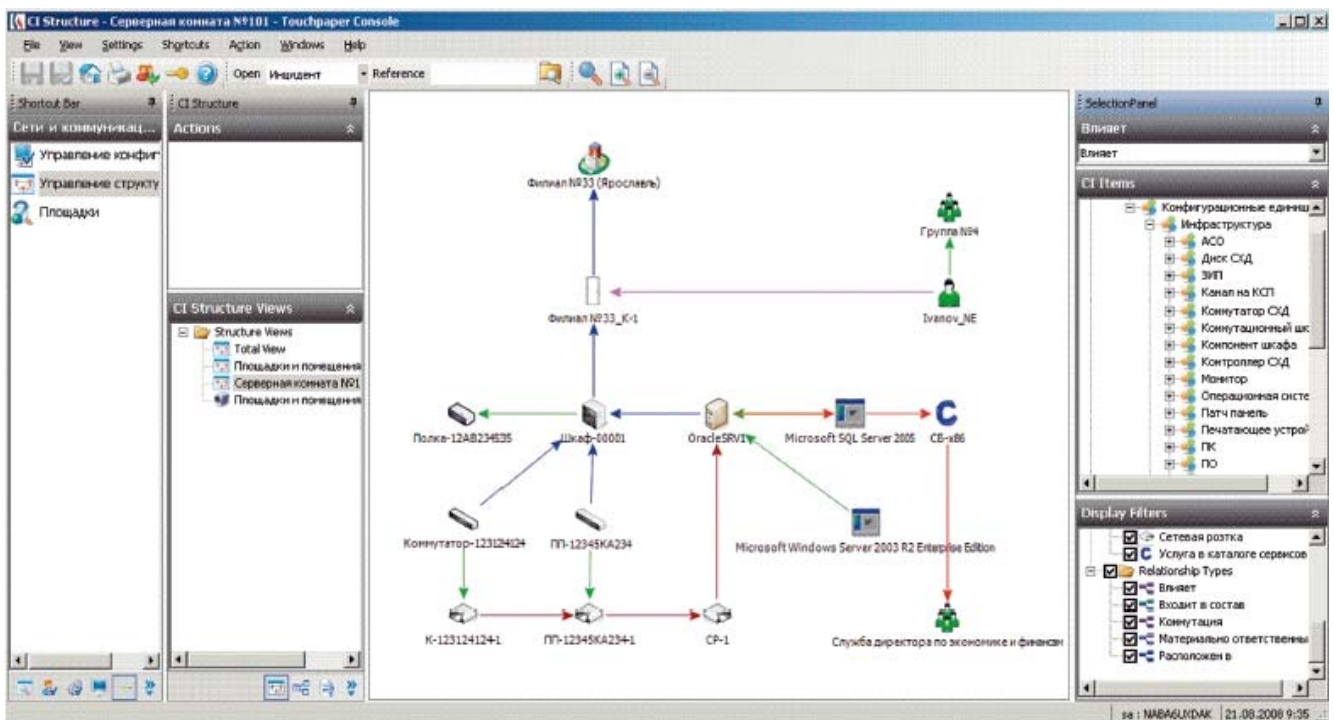 CI Structure - Серверная комната №101 - Touchpaper Console
File View Settings Shortcuts Action Windows Help
Open Инцидент Reference
Shortcut Bar
Сети и коммуникац...
Управление конфиг
Управление структу
Площадки
CI Structure
Actions
CI Structure Views
Structure Views
Total View
Площадки и помещения
Серверная комната №1
Площадки и помещения
Филиал №33 (Ярославль)
Группа №4
Филиал №33_К-1
Ivanov_NE
Полка-12AB234535
Шкаф-00001
OracleSRV1
Microsoft SQL Server 2005
СБ-x86
Коммутатор-123124124
ПП-12345KA234
Microsoft Windows Server 2003 R2 Enterprise Edition
К-123124124-1
ПП-12345KA234-1
СР-1
Служба директора по экономике и финансам
SelectionPanel
Влияет
Влияет
CI Items
Конфигурационные единиц
Инфраструктура
АСО
Диск СХД
ЗИП
Канал на КСП
Коммутатор СХД
Коммутационный шк
Компонент шкафа
Контроллер СХД
Монитор
Операционная систе
Патч панель
Печатающее устрой
ПК
ПО
Display Filters
Сетевая розтка
Услуга в каталоге сервисов
Relationship Types
Влияет
Входит в состав
Коммутация
Материально ответственны
Расположен в
sa : NABA6UXDAK 21.08.2008 9:35